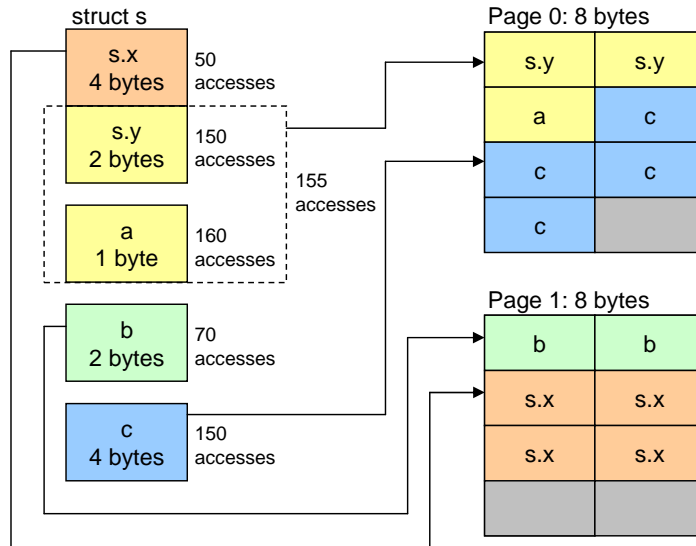 struct s
s.x
4 bytes
50
accesses
s.y
2 bytes
150
accesses
155
accesses
a
1 byte
160
accesses
b
2 bytes
70
accesses
c
4 bytes
150
accesses
Page 0: 8 bytes
s.y s.y
a c
c c
c
Page 1: 8 bytes
b b
s.x s.x
s.x s.x